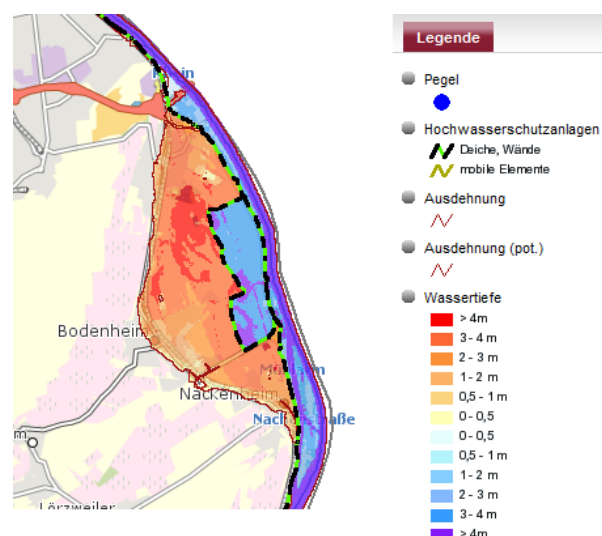 Bodenheim
Nackenheim
Lörzweiler
Legende
Pegel
Hochwasserschutzanlagen
Deiche, Wände
mobile Elemente
Ausdehnung
Ausdehnung (pot.)
Wassertiefe
> 4m
3 - 4 m
2 - 3 m
1 - 2 m
0,5 - 1 m
0 - 0,5
0 - 0,5
0,5 - 1 m
1 - 2 m
2 - 3 m
3 - 4 m
> 4m